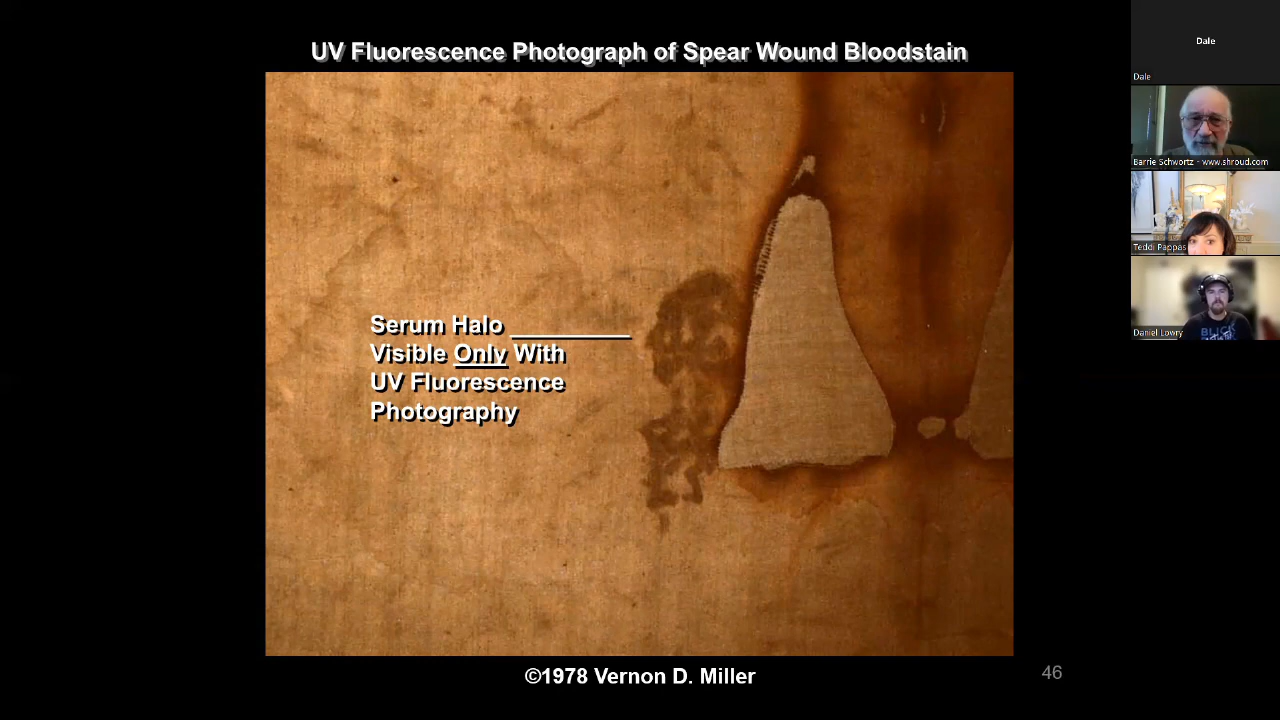 UV Fluorescence Photograph of Spear Wound Bloodstain
Serum Halo _________
Visible Only With
UV Fluorescence
Photography
©1978 Vernon D. Miller
46
Dale
Dale
Barrie Schwortz - www.shroud.com
Teddi Pappas
Daniel Lowry